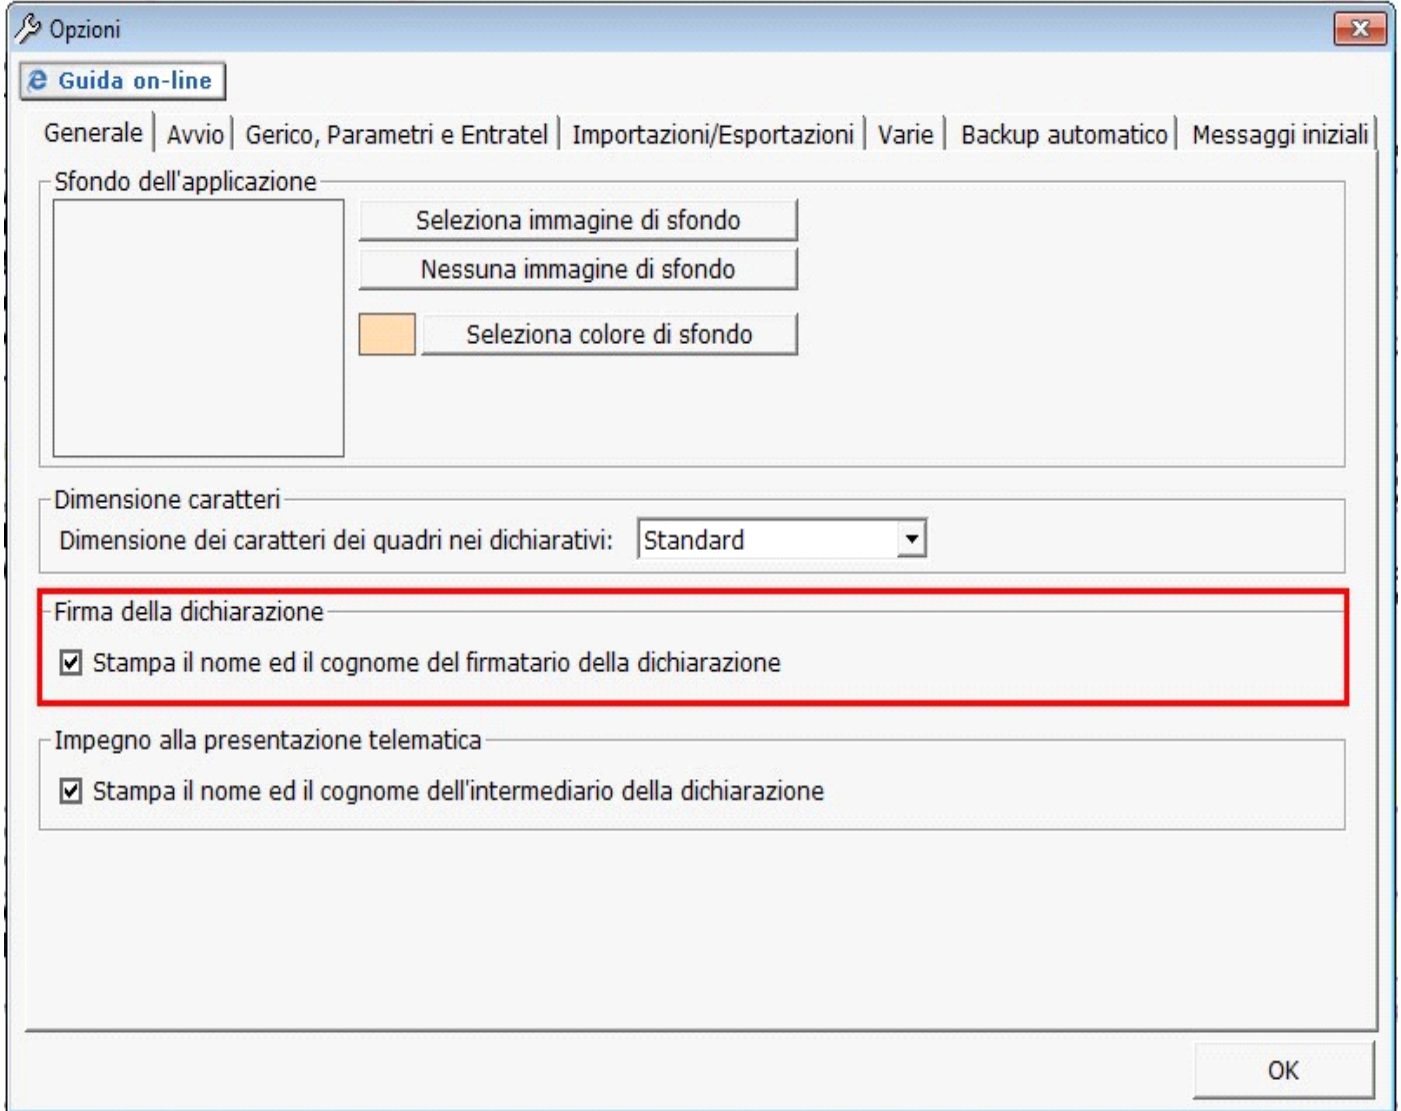 Opzioni
Guida on-line
Generale Avvio Gerico, Parametri e Entratel Importazioni/Esportazioni Varie Backup automatico Messaggi iniziali
Sfondo dell'applicazione
Seleziona immagine di sfondo
Nessuna immagine di sfondo
Seleziona colore di sfondo
Dimensione caratteri
Dimensione dei caratteri dei quadri nei dichiarativi: Standard
Firma della dichiarazione
Stampa il nome ed il cognome del firmatario della dichiarazione
Impegno alla presentazione telematica
Stampa il nome ed il cognome dell'intermediario della dichiarazione
OK